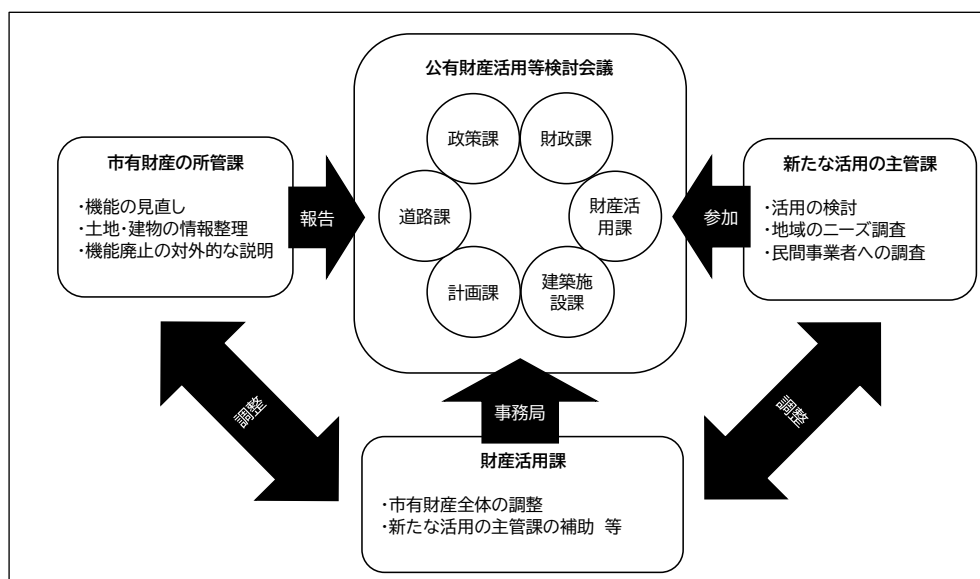 公有財産活用等検討会議
政策課
財政課
道路課
財産活
用課
計画課
建築施
設課
市有財産の所管課
・機能の見直し
・土地・建物の情報整理
・機能廃止の対外的な説明
報告
参加
新たな活用の主管課
・活用の検討
・地域のニーズ調査
・民間事業者への調査
調整
事務局
調整
財産活用課
・市有財産全体の調整
・新たな活用の主管課の補助 等